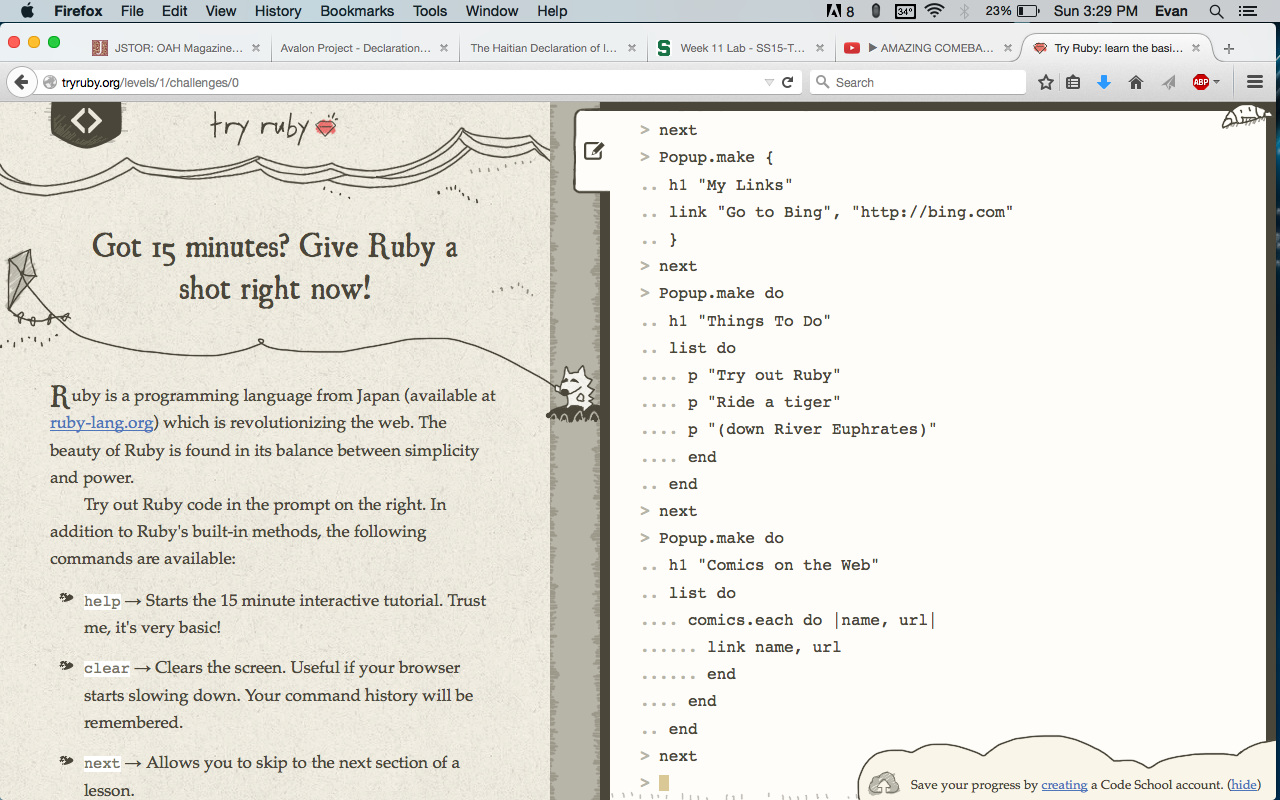 Firefox File Edit View History Bookmarks Tools Window Help 8 34° 23% Sun 3:29 PM Evan
JSTOR: OAH Magazine... Avalon Project - Declaration... The Haitian Declaration of I... S Week 11 Lab - SS15-T... ▶ AMAZING COMEBA... Try Ruby: learn the basi...
tryruby.org/levels/1/challenges/0 Search ABP
try ruby
Got 15 minutes? Give Ruby a
shot right now!
Ruby is a programming language from Japan (available at
ruby-lang.org) which is revolutionizing the web. The
beauty of Ruby is found in its balance between simplicity
and power.
Try out Ruby code in the prompt on the right. In
addition to Ruby's built-in methods, the following
commands are available:
help → Starts the 15 minute interactive tutorial. Trust
me, it's very basic!
clear → Clears the screen. Useful if your browser
starts slowing down. Your command history will be
remembered.
next → Allows you to skip to the next section of a
lesson.
> next
> Popup.make {
.. h1 "My Links"
.. link "Go to Bing", "http://bing.com"
.. }
> next
> Popup.make do
.. h1 "Things To Do"
.. list do
.... p "Try out Ruby"
.... p "Ride a tiger"
.... p "(down River Euphrates)"
.... end
.. end
> next
> Popup.make do
.. h1 "Comics on the Web"
.. list do
.... comics.each do |name, url|
...... link name, url
...... end
.... end
.. end
> next
>
Save your progress by creating a Code School account. (hide)